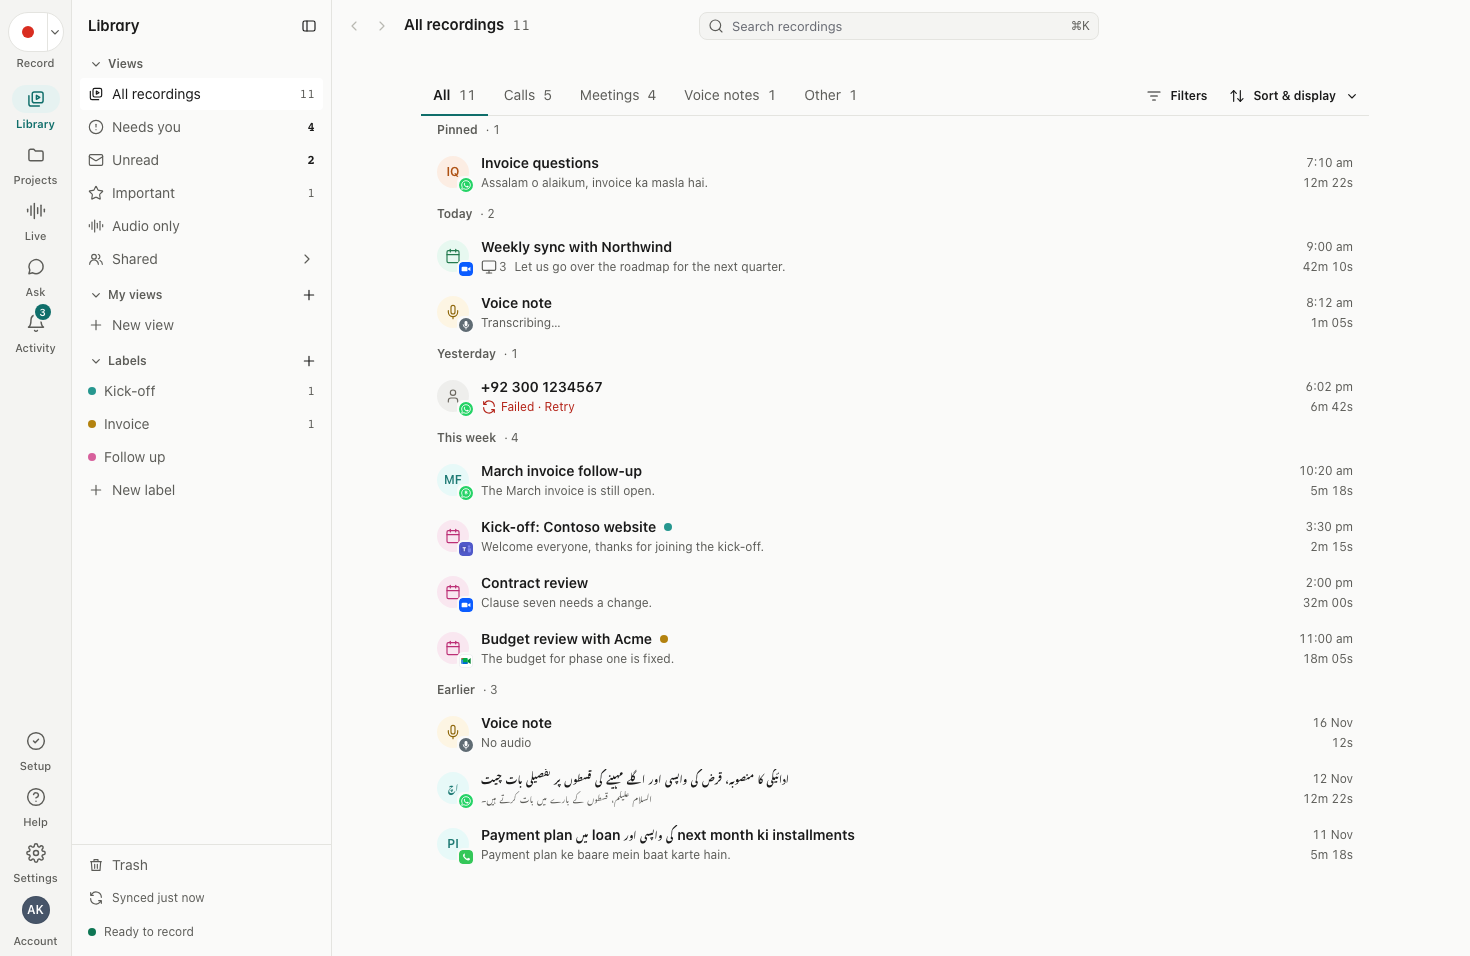 Record
Library
Projects
Live
Ask
3
Activity
Setup
Help
Settings
AK
Account
Library
Views
All recordings 11
Needs you 4
Unread 2
Important 1
Audio only
Shared
My views
New view
Labels
Kick-off 1
Invoice 1
Follow up
New label
Trash
Synced just now
Ready to record
All recordings 11
Search recordings ⌘K
All 11 Calls 5 Meetings 4 Voice notes 1 Other 1
Filters Sort & display
Pinned · 1
IQ Invoice questions 7:10 am
Assalam o alaikum, invoice ka masla hai. 12m 22s
Today · 2
Weekly sync with Northwind 9:00 am
3 Let us go over the roadmap for the next quarter. 42m 10s
Voice note 8:12 am
Transcribing... 1m 05s
Yesterday · 1
+92 300 1234567 6:02 pm
Failed · Retry 6m 42s
This week · 4
MF March invoice follow-up 10:20 am
The March invoice is still open. 5m 18s
Kick-off: Contoso website 3:30 pm
Welcome everyone, thanks for joining the kick-off. 2m 15s
Contract review 2:00 pm
Clause seven needs a change. 32m 00s
Budget review with Acme 11:00 am
The budget for phase one is fixed. 18m 05s
Earlier · 3
Voice note 16 Nov
No audio 12s
اچ ادائیگی کا منصوبہ، قرض کی واپسی اور اگلے مہینے کی قسطوں پر تفصیلی بات چیت 12 Nov
السلام علیکم، قسطوں کے بارے میں بات کرتے ہیں۔ 12m 22s
PI Payment plan میں loan کی واپسی اور next month ki installments 11 Nov
Payment plan ke baare mein baat karte hain. 5m 18s